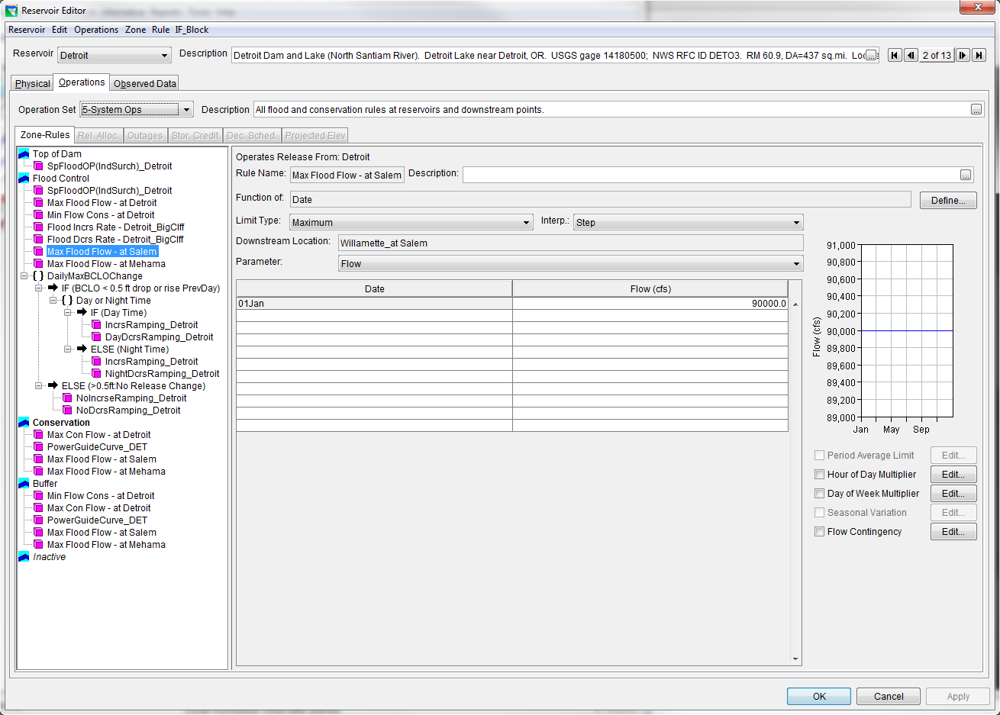 Reservoir Editor
Reservoir Edit Operations Zone Rule IF_Block
Reservoir Detroit Description Detroit Dam and Lake (North Santiam River). Detroit Lake near Detroit, OR. USGS gage 14180500; NWS RFC ID DETO3. RM 60.9, DA=437 sq.mi. ... 2 of 13
Physical Operations Observed Data
Operation Set 5-System Ops Description All flood and conservation rules at reservoirs and downstream points. ...
Zone-Rules Rel. Alloc. Outages Stor. Credit Dec. Sched. Projected Elev
Top of Dam
SpFloodOP(IndSurch)_Detroit
Flood Control
SpFloodOP(IndSurch)_Detroit
Max Flood Flow - at Detroit
Min Flow Cons - at Detroit
Flood Incrs Rate - Detroit_BigClff
Flood Dcrs Rate - Detroit_BigClff
Max Flood Flow - at Salem
Max Flood Flow - at Mehama
{ } DailyMaxBCLOChange
IF (BCLO < 0.5 ft drop or rise PrevDay)
{ } Day or Night Time
IF (Day Time)
IncrsRamping_Detroit
DayDcrsRamping_Detroit
ELSE (Night Time)
IncrsRamping_Detroit
NightDcrsRamping_Detroit
ELSE (>0.5ft:No Release Change)
NoIncrseRamping_Detroit
NoDcrsRamping_Detroit
Conservation
Max Con Flow - at Detroit
PowerGuideCurve_DET
Max Flood Flow - at Salem
Max Flood Flow - at Mehama
Buffer
Min Flow Cons - at Detroit
Max Con Flow - at Detroit
PowerGuideCurve_DET
Max Flood Flow - at Salem
Max Flood Flow - at Mehama
Inactive
Operates Release From: Detroit
Rule Name: Max Flood Flow - at Salem Description: ...
Function of: Date Define...
Limit Type: Maximum Interp.: Step
Downstream Location: Willamette_at Salem
Parameter: Flow
Date Flow (cfs)
01Jan 90000.0
91,000
90,800
90,600
90,400
90,200
90,000
89,800
89,600
89,400
89,200
89,000
Flow (cfs)
Jan May Sep
Period Average Limit Edit...
Hour of Day Multiplier Edit...
Day of Week Multiplier Edit...
Seasonal Variation Edit...
Flow Contingency Edit...
OK Cancel Apply